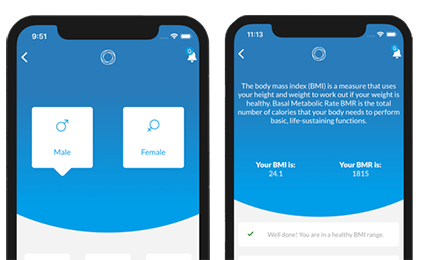 9:51
0
Male
Female
11:13
0
The body mass index (BMI) is a measure that uses
your height and weight to work out if your weight is
healthy. Basal Metabolic Rate BMR is the total
number of calories that your body needs to perform
basic, life-sustaining functions.
Your BMI is:
24.1
Your BMR is:
1815
Well done! You are in a healthy BMI range.